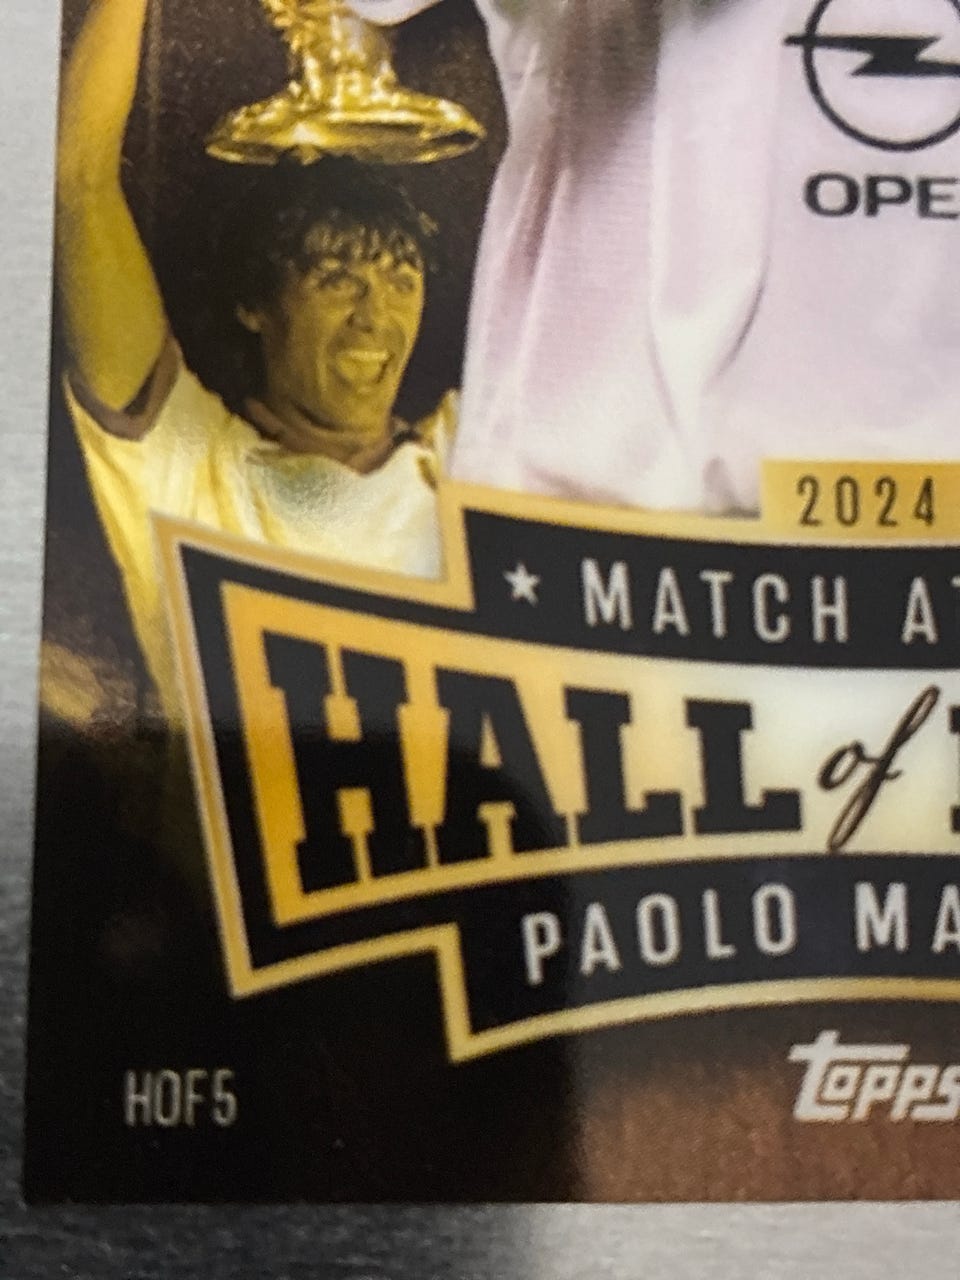 OPE
2024
★ MATCH AT
HALL of
PAOLO MA
HOF5
Topps